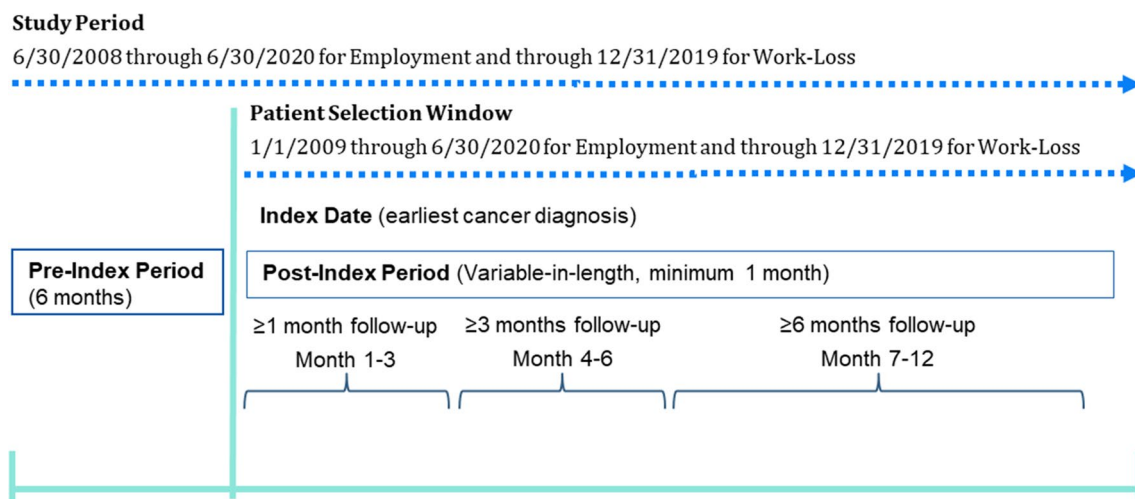 Study Period
6/30/2008 through 6/30/2020 for Employment and through 12/31/2019 for Work-Loss
Patient Selection Window
1/1/2009 through 6/30/2020 for Employment and through 12/31/2019 for Work-Loss
Index Date (earliest cancer diagnosis)
Pre-Index Period
(6 months)
Post-Index Period (Variable-in-length, minimum 1 month)
≥1 month follow-up
Month 1-3
≥3 months follow-up
Month 4-6
≥6 months follow-up
Month 7-12